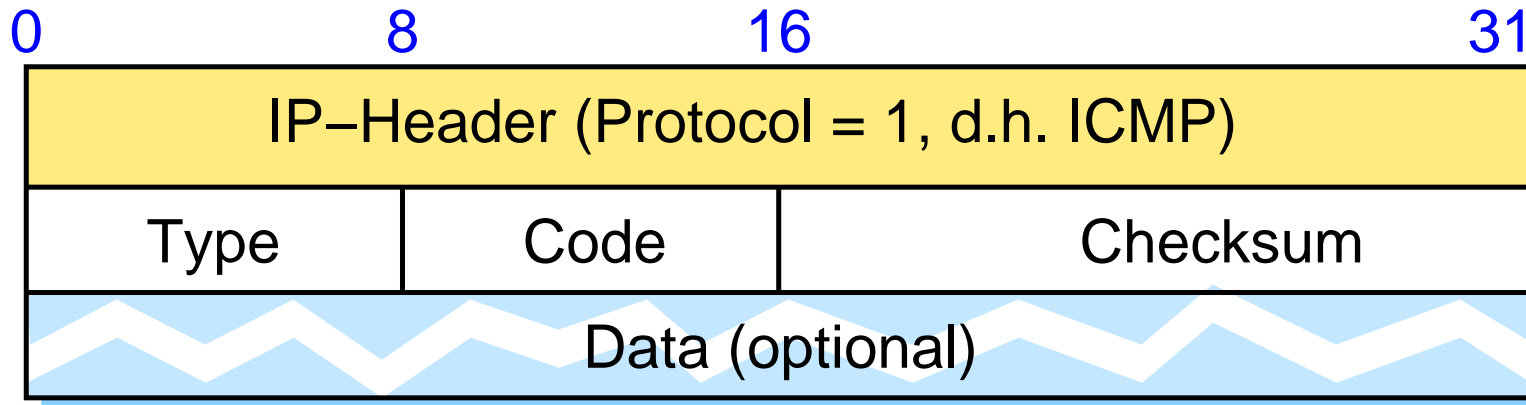 0 8 16 31
IP–Header (Protocol = 1, d.h. ICMP)
Type Code Checksum
Data (optional)